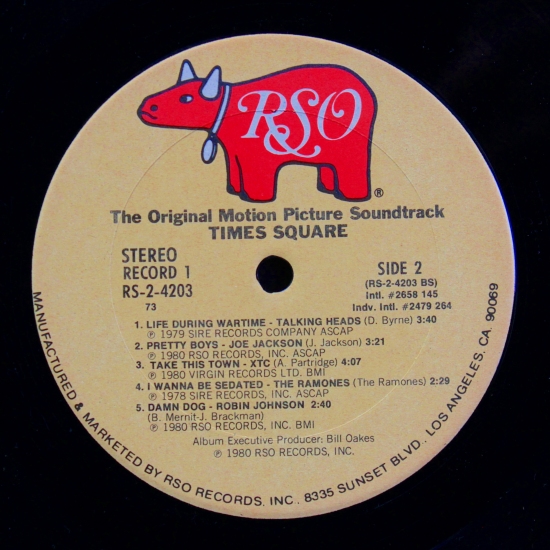 RSO
®
The Original Motion Picture Soundtrack
TIMES SQUARE
STEREO
RECORD 1
RS-2-4203
73
SIDE 2
(RS-2-4203 BS)
Intl. #2658 145
Indv. Intl. #2479 264
1. LIFE DURING WARTIME - TALKING HEADS (D. Byrne) 3:40
℗ 1979 SIRE RECORDS COMPANY ASCAP
2. PRETTY BOYS - JOE JACKSON (J. Jackson) 3:21
℗ 1980 RSO RECORDS, INC. ASCAP
3. TAKE THIS TOWN - XTC (A. Partridge) 4:07
℗ 1980 VIRGIN RECORDS LTD. BMI
4. I WANNA BE SEDATED - THE RAMONES (The Ramones) 2:29
℗ 1978 SIRE RECORDS, INC. ASCAP
5. DAMN DOG - ROBIN JOHNSON 2:40
(B. Mernit-J. Brackman)
℗ 1980 RSO RECORDS, INC. BMI
Album Executive Producer: Bill Oakes
℗ 1980 RSO RECORDS, INC.
MANUFACTURED & MARKETED BY RSO RECORDS, INC., 8335 SUNSET BLVD., LOS ANGELES, CA. 90069